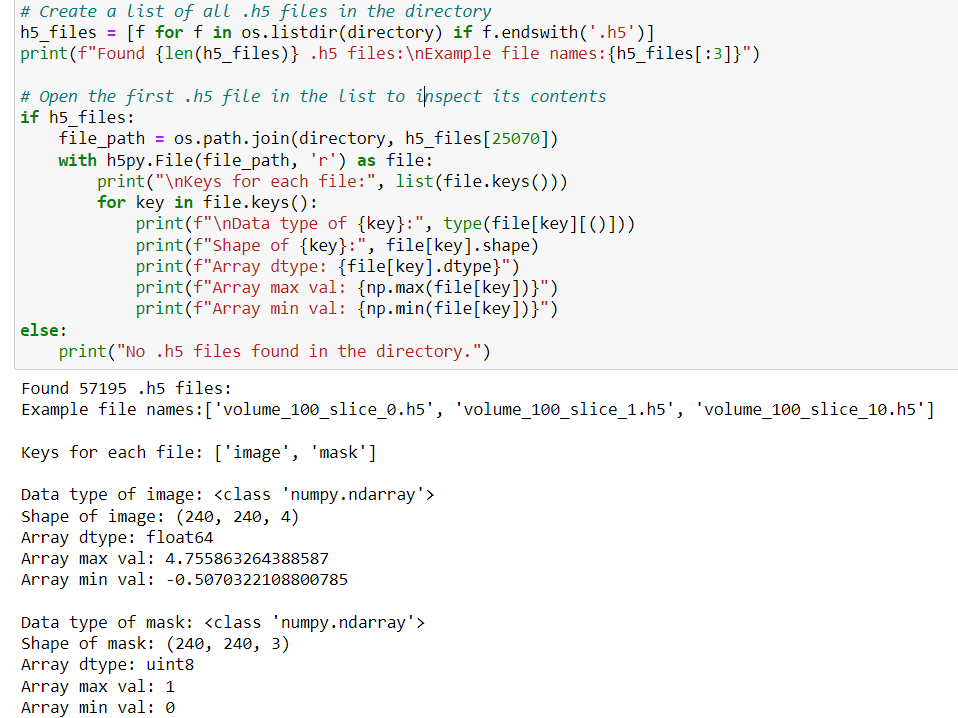 # Create a list of all .h5 files in the directory
h5_files = [f for f in os.listdir(directory) if f.endswith('.h5')]
print(f"Found {len(h5_files)} .h5 files:\nExample file names:{h5_files[:3]}")

# Open the first .h5 file in the list to inspect its contents
if h5_files:
    file_path = os.path.join(directory, h5_files[25070])
    with h5py.File(file_path, 'r') as file:
        print("\nKeys for each file:", list(file.keys()))
        for key in file.keys():
            print(f"\nData type of {key}:", type(file[key][()]))
            print(f"Shape of {key}:", file[key].shape)
            print(f"Array dtype: {file[key].dtype}")
            print(f"Array max val: {np.max(file[key])}")
            print(f"Array min val: {np.min(file[key])}")
else:
    print("No .h5 files found in the directory.")
Found 57195 .h5 files:
Example file names:['volume_100_slice_0.h5', 'volume_100_slice_1.h5', 'volume_100_slice_10.h5']

Keys for each file: ['image', 'mask']

Data type of image: <class 'numpy.ndarray'>
Shape of image: (240, 240, 4)
Array dtype: float64
Array max val: 4.755863264388587
Array min val: -0.5070322108800785

Data type of mask: <class 'numpy.ndarray'>
Shape of mask: (240, 240, 3)
Array dtype: uint8
Array max val: 1
Array min val: 0